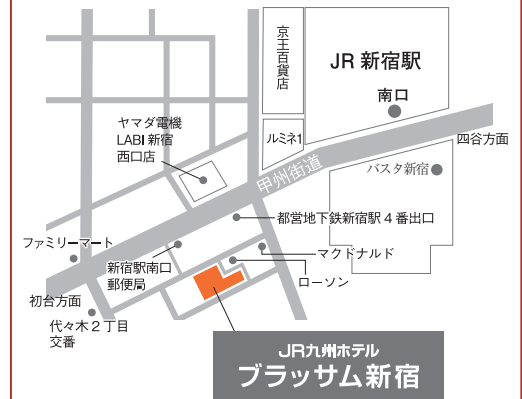 京王百貨店
JR 新宿駅
南口
ヤマダ電機
LABI 新宿
西口店
ルミネ1
四谷方面
甲州街道
バスタ新宿
都営地下鉄新宿駅4番出口
ファミリーマート
新宿駅南口
郵便局
マクドナルド
ローソン
初台方面
代々木2丁目
交番
JR九州ホテル
ブラッサム新宿